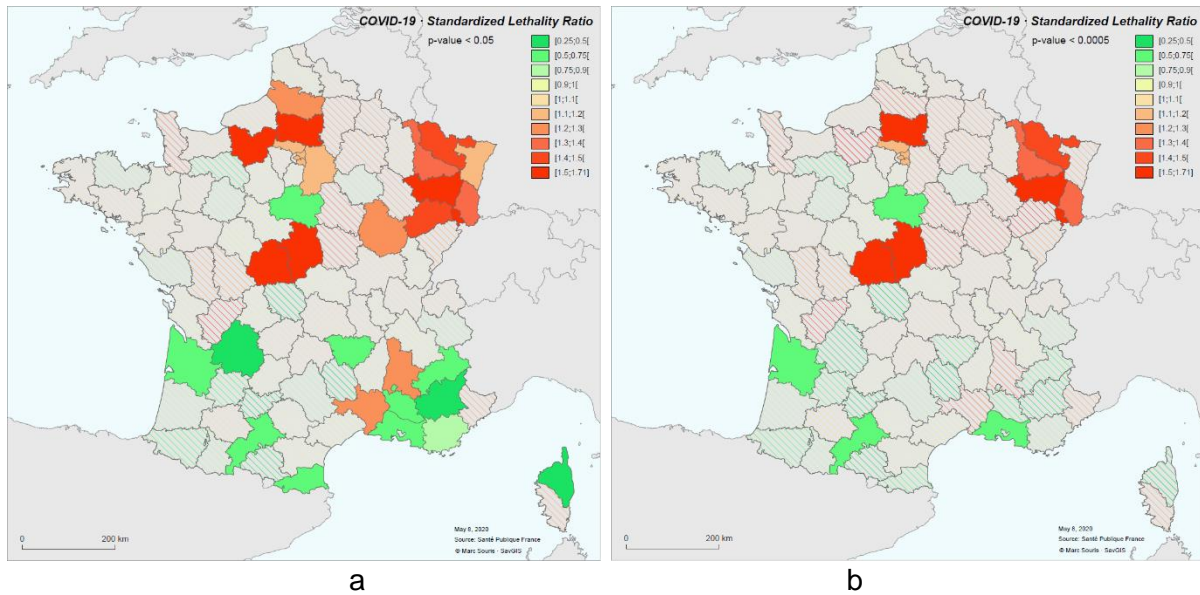 COVID-19 · Standardized Lethality Ratio
p-value < 0.05
[0.25;0.5[
[0.5;0.75[
[0.75;0.9[
[0.9;1[
[1;1.1[
[1.1;1.2[
[1.2;1.3[
[1.3;1.4[
[1.4;1.5[
[1.5;1.71]
May 8, 2020
Source: Santé Publique France
© Marc Souris - SavGIS
0 200 km
a
COVID-19 · Standardized Lethality Ratio
p-value < 0.0005
[0.25;0.5[
[0.5;0.75[
[0.75;0.9[
[0.9;1[
[1;1.1[
[1.1;1.2[
[1.2;1.3[
[1.3;1.4[
[1.4;1.5[
[1.5;1.71]
May 8, 2020
Source: Santé Publique France
© Marc Souris - SavGIS
0 200 km
b